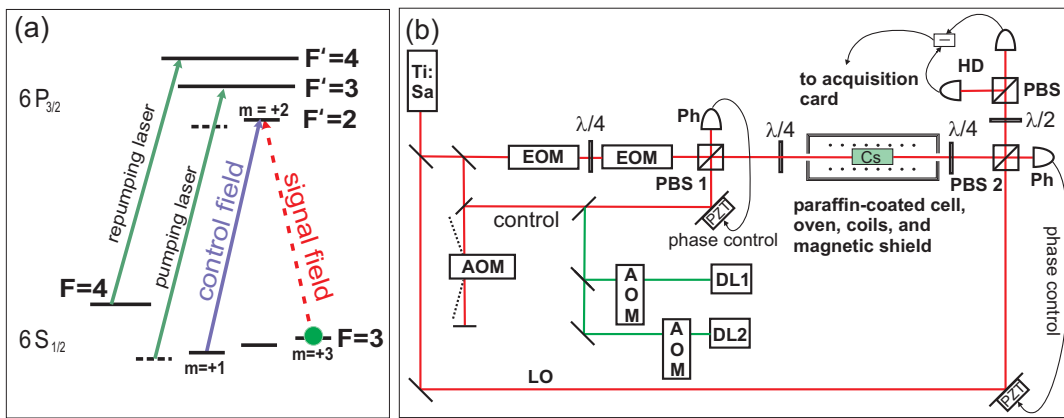 (a)
F'=4
F'=3
6P3/2
m = +2
F'=2
repumping laser
pumping laser
control field
signal field
F=4
6S1/2
F=3
m=+1
m=+3
(b)
Ti:
Sa
to acquisition
card
HD
PBS
λ/2
Ph
λ/4
λ/4
λ/4
EOM
EOM
Cs
PBS 1
PBS 2
Ph
control
PZT
phase control
paraffin-coated cell,
oven, coils, and
magnetic shield
phase control
AOM
AOM
DL1
AOM
DL2
LO
PZT